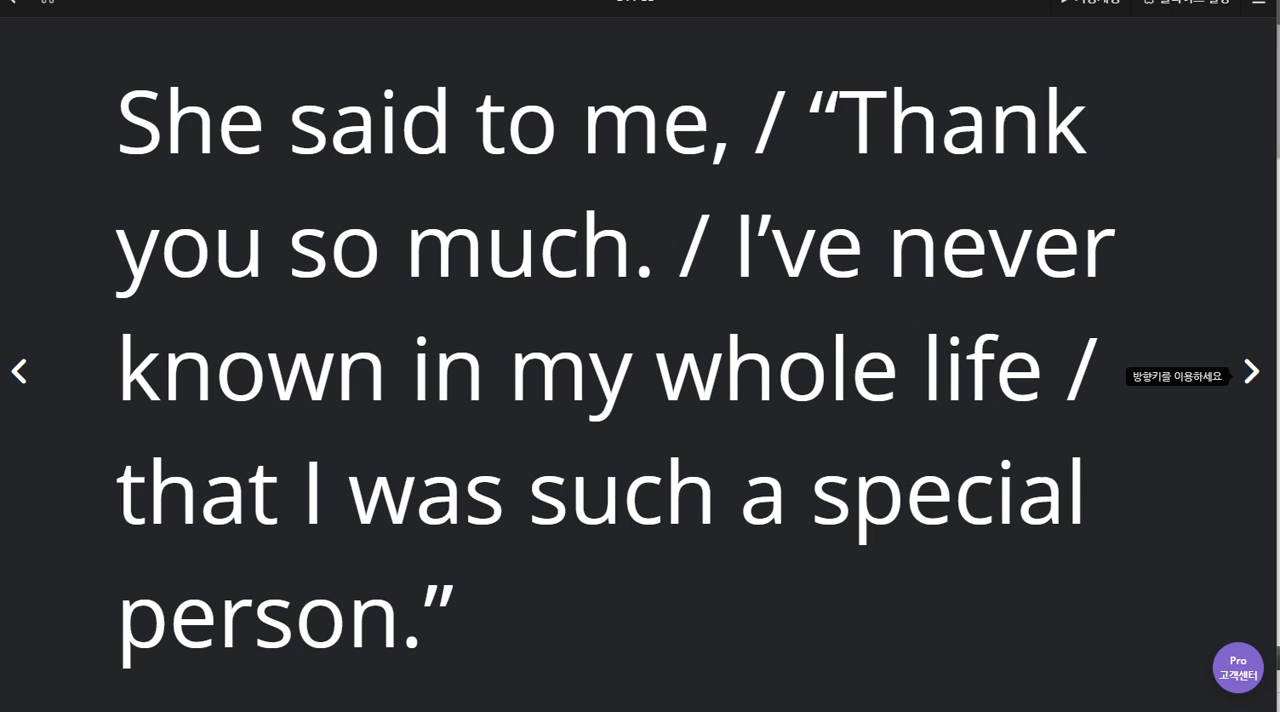 She said to me, / “Thank
you so much. / I’ve never
known in my whole life /
that I was such a special
person.”
방향키를 이용하세요
Pro
고객센터